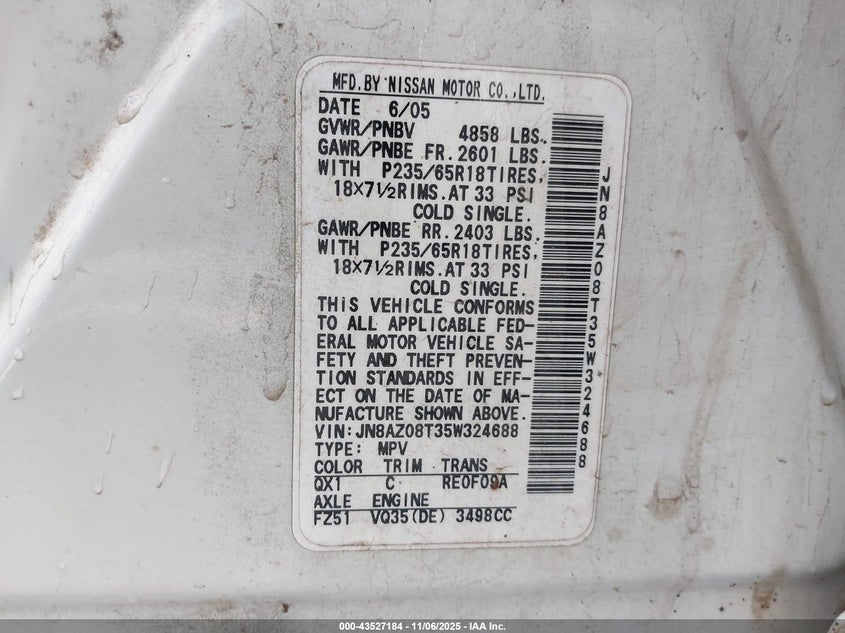 MFD.BY NISSAN MOTOR CO.,LTD.
DATE 6/05
GVWR/PNBV 4858 LBS.
GAWR/PNBE FR. 2601 LBS.
WITH P235/65R18TIRES,
18X7½RIMS.AT 33 PSI
COLD SINGLE.
GAWR/PNBE RR. 2403 LBS.
WITH P235/65R18TIRES,
18X7½RIMS.AT 33 PSI
COLD SINGLE.
THIS VEHICLE CONFORMS
TO ALL APPLICABLE FED-
ERAL MOTOR VEHICLE SA-
FETY AND THEFT PREVEN-
TION STANDARDS IN EFF-
ECT ON THE DATE OF MA-
NUFACTURE SHOWN ABOVE.
VIN:JN8AZ08T35W324688
TYPE: MPV
COLOR TRIM TRANS
QX1 C RE0F09A
AXLE ENGINE
FZ51 VQ35(DE) 3498CC
JN8AZ08T35W324688
000-43527184 - 11/06/2025 - IAA Inc.